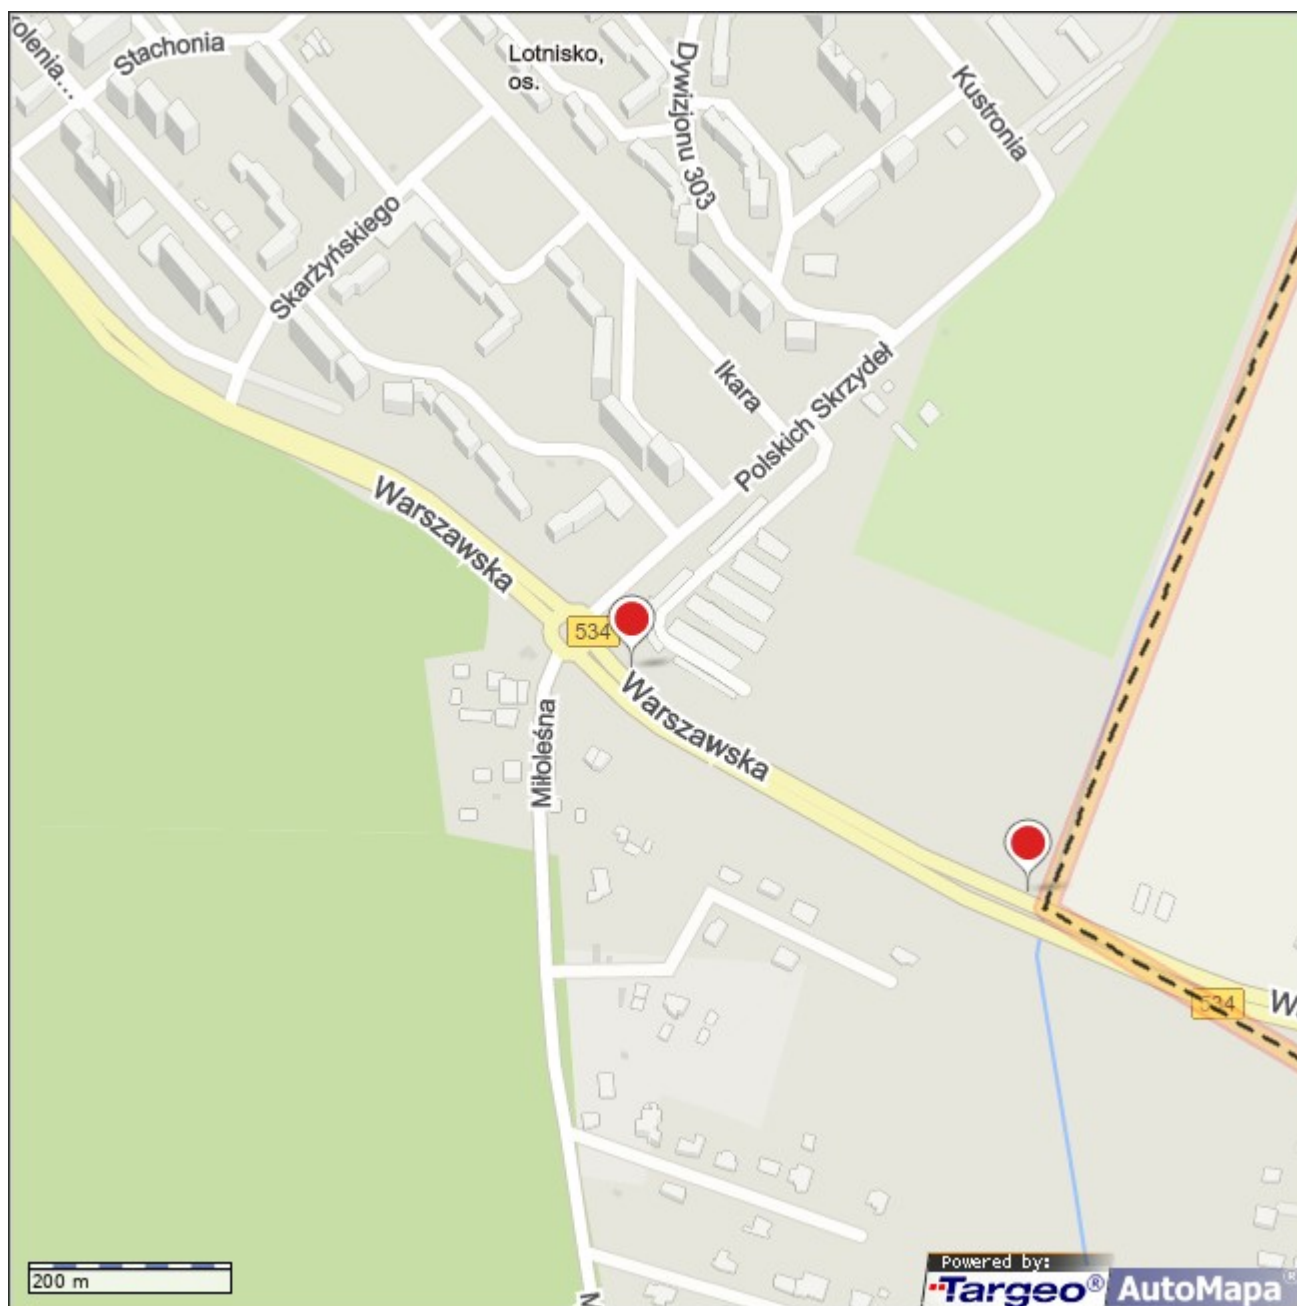 kolenia...
Stachonia
Lotnisko,
os.
Dywizjonu 303
Kustronia
Skarżyńskiego
Ikara
Polskich Skrzydeł
Warszawska
534
Warszawska
Miłoleśna
534
200 m
Powered by:
Targeo® AutoMapa®